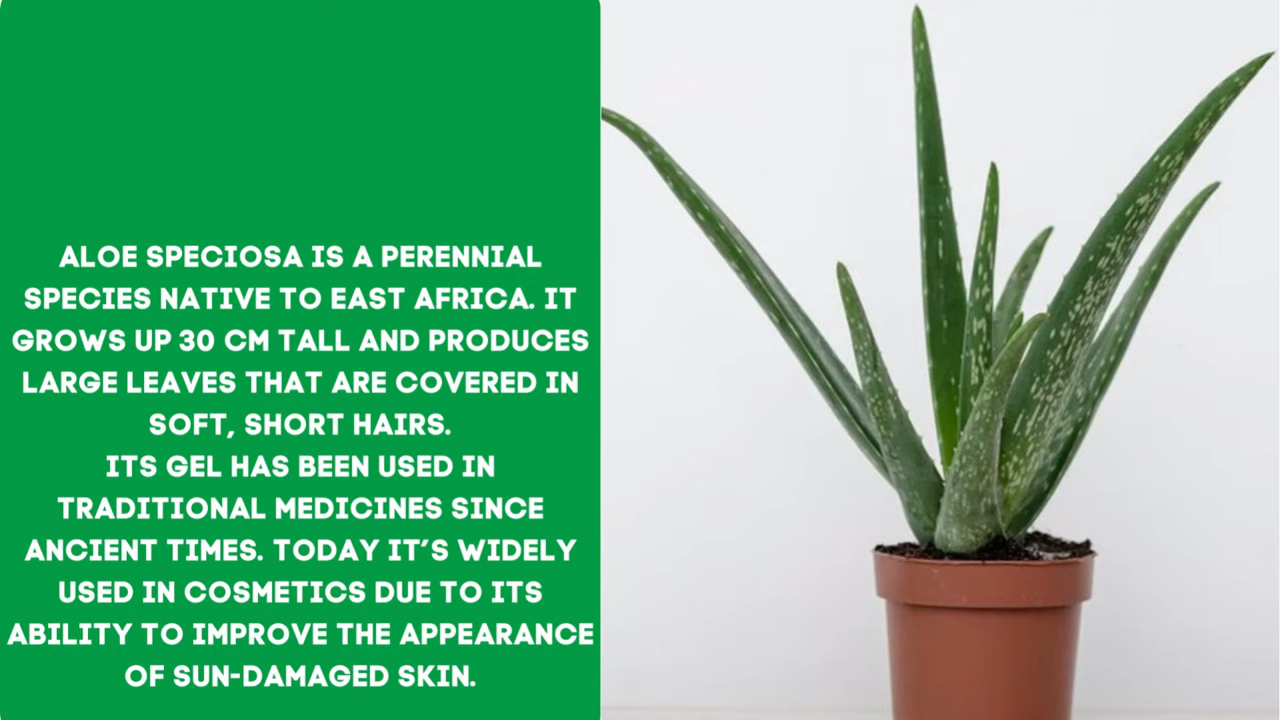 ALOE SPECIOSA IS A PERENNIAL
SPECIES NATIVE TO EAST AFRICA. IT
GROWS UP 30 CM TALL AND PRODUCES
LARGE LEAVES THAT ARE COVERED IN
SOFT, SHORT HAIRS.
ITS GEL HAS BEEN USED IN
TRADITIONAL MEDICINES SINCE
ANCIENT TIMES. TODAY IT'S WIDELY
USED IN COSMETICS DUE TO ITS
ABILITY TO IMPROVE THE APPEARANCE
OF SUN-DAMAGED SKIN.